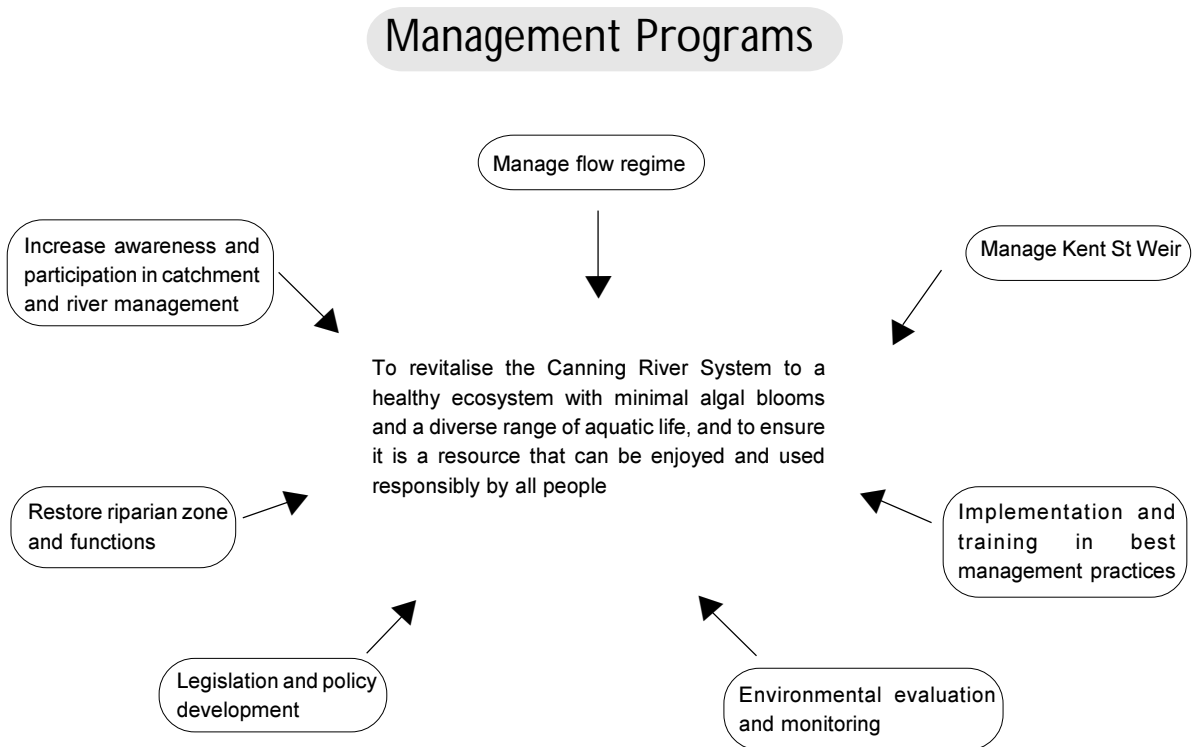 Management Programs
Manage flow regime
Increase awareness and
participation in catchment
and river management
Manage Kent St Weir
To revitalise the Canning River System to a
healthy ecosystem with minimal algal blooms
and a diverse range of aquatic life, and to ensure
it is a resource that can be enjoyed and used
responsibly by all people
Restore riparian zone
and functions
Implementation and
training in best
management practices
Legislation and policy
development
Environmental evaluation
and monitoring